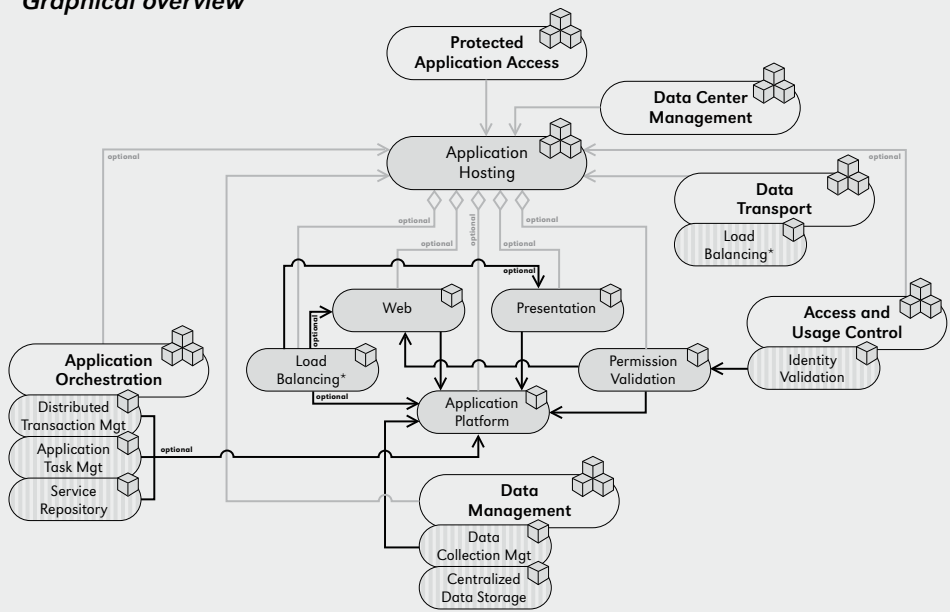 Graphical overview
Protected
Application Access
Data Center
Management
Application
Hosting
optional
optional
Data
Transport
Load
Balancing*
optional
optional
optional
optional
optional
optional
Web
Presentation
Access and
Usage Control
Identity
Validation
optional
Load
Balancing*
Permission
Validation
Application
Orchestration
Distributed
Transaction Mgt
Application
Task Mgt
Service
Repository
optional
Application
Platform
optional
Data
Management
Data
Collection Mgt
Centralized
Data Storage